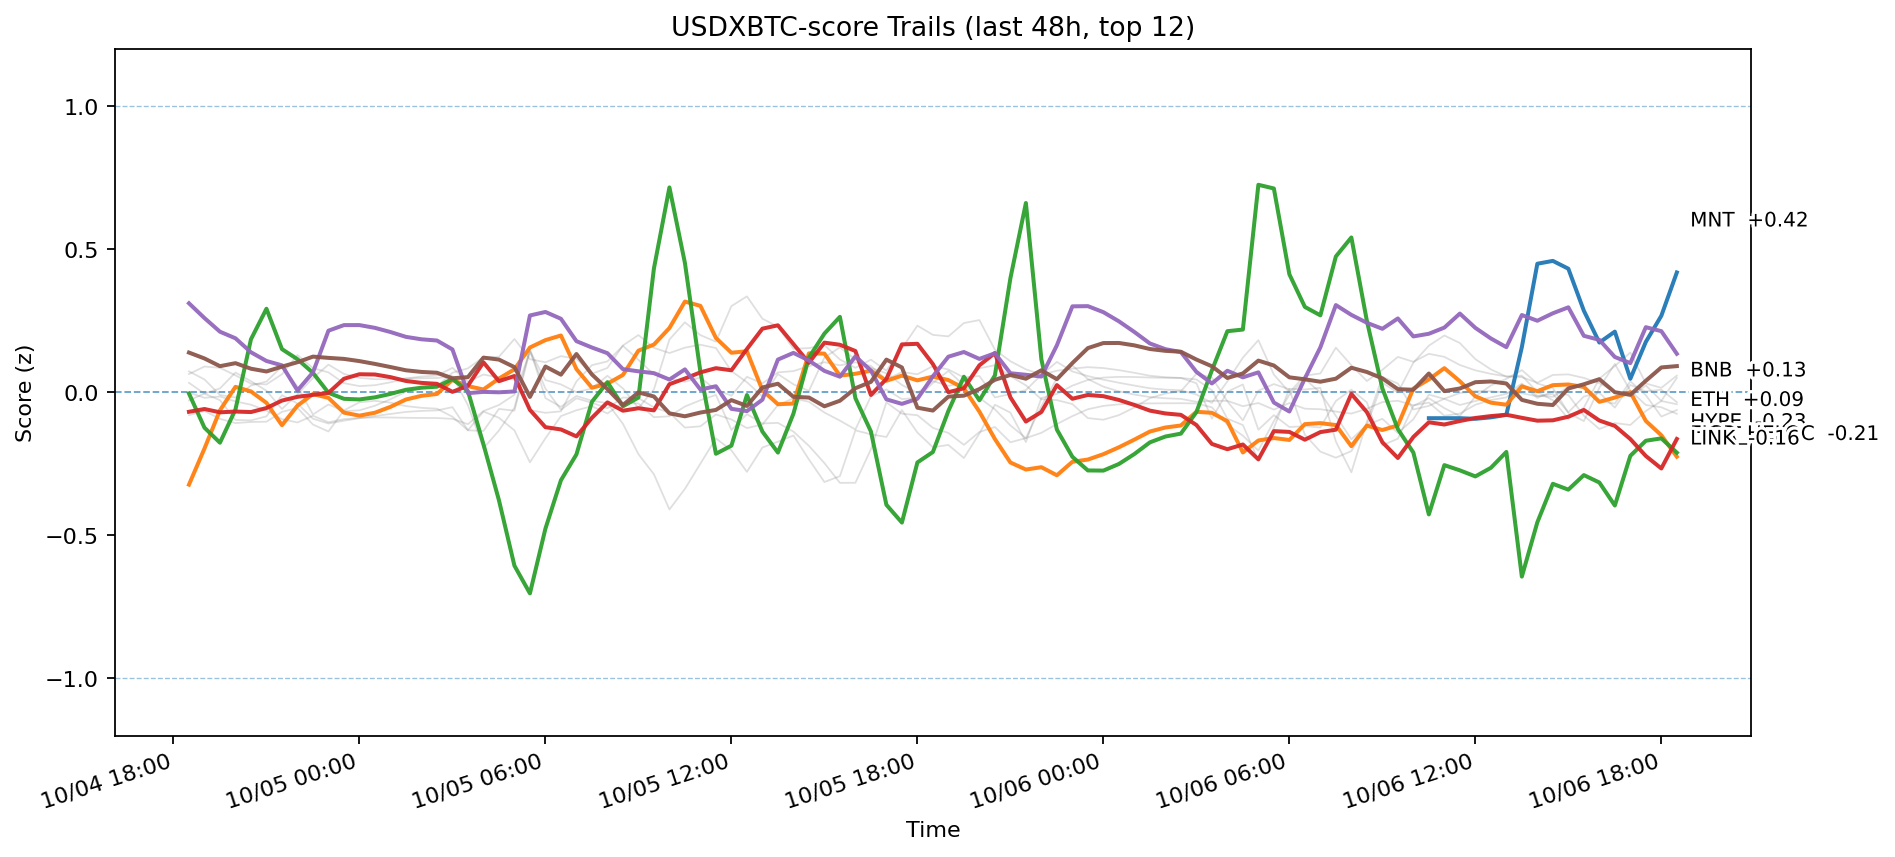 USDXBTC-score Trails (last 48h, top 12)
Score (z)
1.0
0.5
0.0
−0.5
−1.0
MNT +0.42
BNB +0.13
ETH +0.09
HYPE -0.23
C -0.21
LINK -0.16
10/04 18:00
10/05 00:00
10/05 06:00
10/05 12:00
10/05 18:00
10/06 00:00
10/06 06:00
10/06 12:00
10/06 18:00
Time